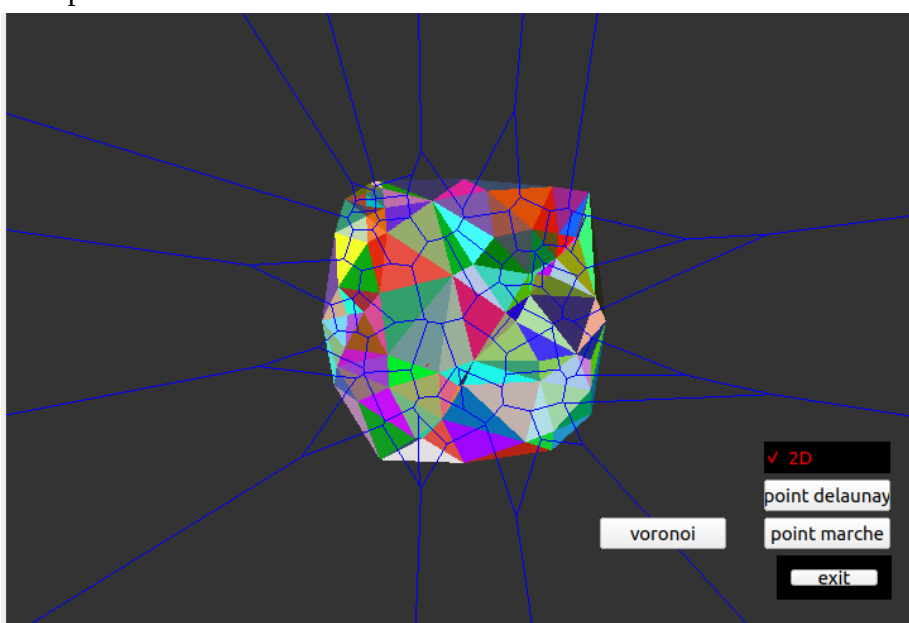 ✓ 2D
point delaunay
voronoi
point marche
exit